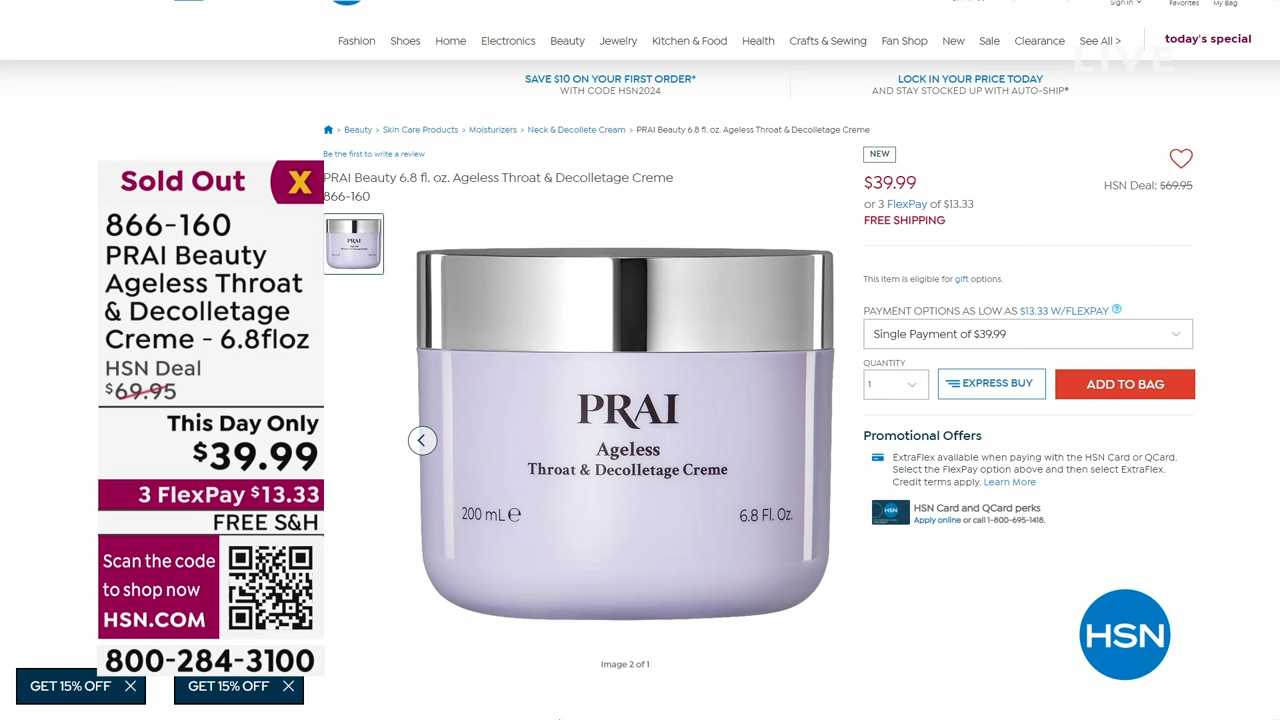 Sign in
Favorites
My Bag
Fashion
Shoes
Home
Electronics
Beauty
Jewelry
Kitchen & Food
Health
Crafts & Sewing
Fan Shop
New
Sale
Clearance
See All >
today's special
LIVE
SAVE $10 ON YOUR FIRST ORDER*
WITH CODE HSN2024
LOCK IN YOUR PRICE TODAY
AND STAY STOCKED UP WITH AUTO-SHIP®
> Beauty > Skin Care Products > Moisturizers > Neck & Decollete Cream > PRAI Beauty 6.8 fl. oz. Ageless Throat & Decolletage Creme
Be the first to write a review
PRAI Beauty 6.8 fl. oz. Ageless Throat & Decolletage Creme
866-160
Sold Out X
866-160
PRAI Beauty
Ageless Throat
& Decolletage
Creme - 6.8floz
HSN Deal
$69.95
This Day Only
$39.99
3 FlexPay $13.33
FREE S&H
Scan the code
to shop now
HSN.COM
800-284-3100
GET 15% OFF X
GET 15% OFF X
PRAI
PRAI
Ageless
Throat & Decolletage Creme
200 mL℮
6.8 Fl. Oz.
Image 2 of 1
NEW
$39.99
HSN Deal: $69.95
or 3 FlexPay of $13.33
FREE SHIPPING
This item is eligible for gift options.
PAYMENT OPTIONS AS LOW AS $13.33 W/FLEXPAY ?
Single Payment of $39.99
QUANTITY
1
EXPRESS BUY
ADD TO BAG
Promotional Offers
ExtraFlex available when paying with the HSN Card or QCard.
Select the FlexPay option above and then select ExtraFlex.
Credit terms apply. Learn More
HSN
HSN Card and QCard perks
Apply online or call 1-800-695-1418.
HSN